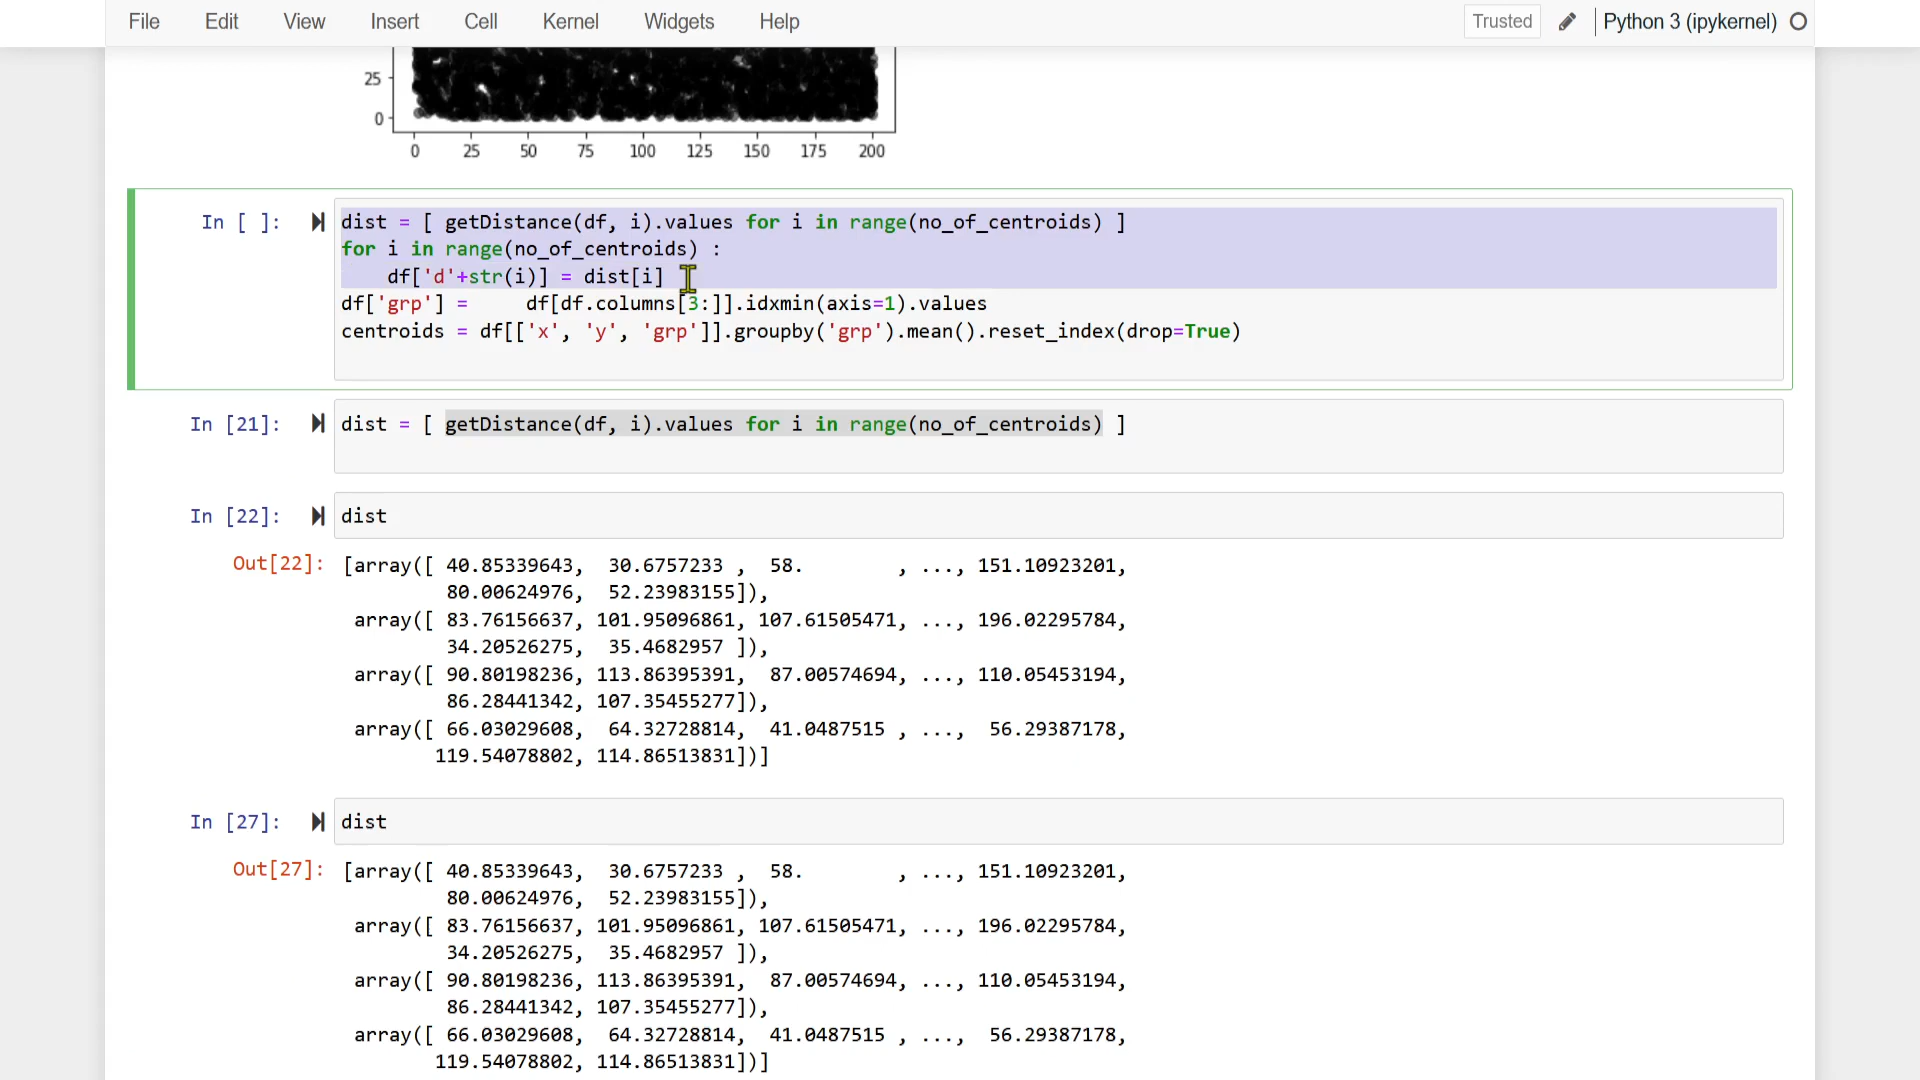 File Edit View Insert Cell Kernel Widgets Help Trusted Python 3 (ipykernel)
25
0
0 25 50 75 100 125 150 175 200
In [ ]: dist = [ getDistance(df, i).values for i in range(no_of_centroids) ]
for i in range(no_of_centroids) :
    df['d'+str(i)] = dist[i]
df['grp'] =     df[df.columns[3:]].idxmin(axis=1).values
centroids = df[['x', 'y', 'grp']].groupby('grp').mean().reset_index(drop=True)
In [21]: dist = [ getDistance(df, i).values for i in range(no_of_centroids) ]
In [22]: dist
Out[22]: [array([ 40.85339643,  30.6757233 ,  58.        , ..., 151.10923201,
80.00624976,  52.23983155]),
array([ 83.76156637, 101.95096861, 107.61505471, ..., 196.02295784,
34.20526275,  35.4682957 ]),
array([ 90.80198236, 113.86395391,  87.00574694, ..., 110.05453194,
86.28441342, 107.35455277]),
array([ 66.03029608,  64.32728814,  41.0487515 , ...,  56.29387178,
119.54078802, 114.86513831])]
In [27]: dist
Out[27]: [array([ 40.85339643,  30.6757233 ,  58.        , ..., 151.10923201,
80.00624976,  52.23983155]),
array([ 83.76156637, 101.95096861, 107.61505471, ..., 196.02295784,
34.20526275,  35.4682957 ]),
array([ 90.80198236, 113.86395391,  87.00574694, ..., 110.05453194,
86.28441342, 107.35455277]),
array([ 66.03029608,  64.32728814,  41.0487515 , ...,  56.29387178,
119.54078802, 114.86513831])]